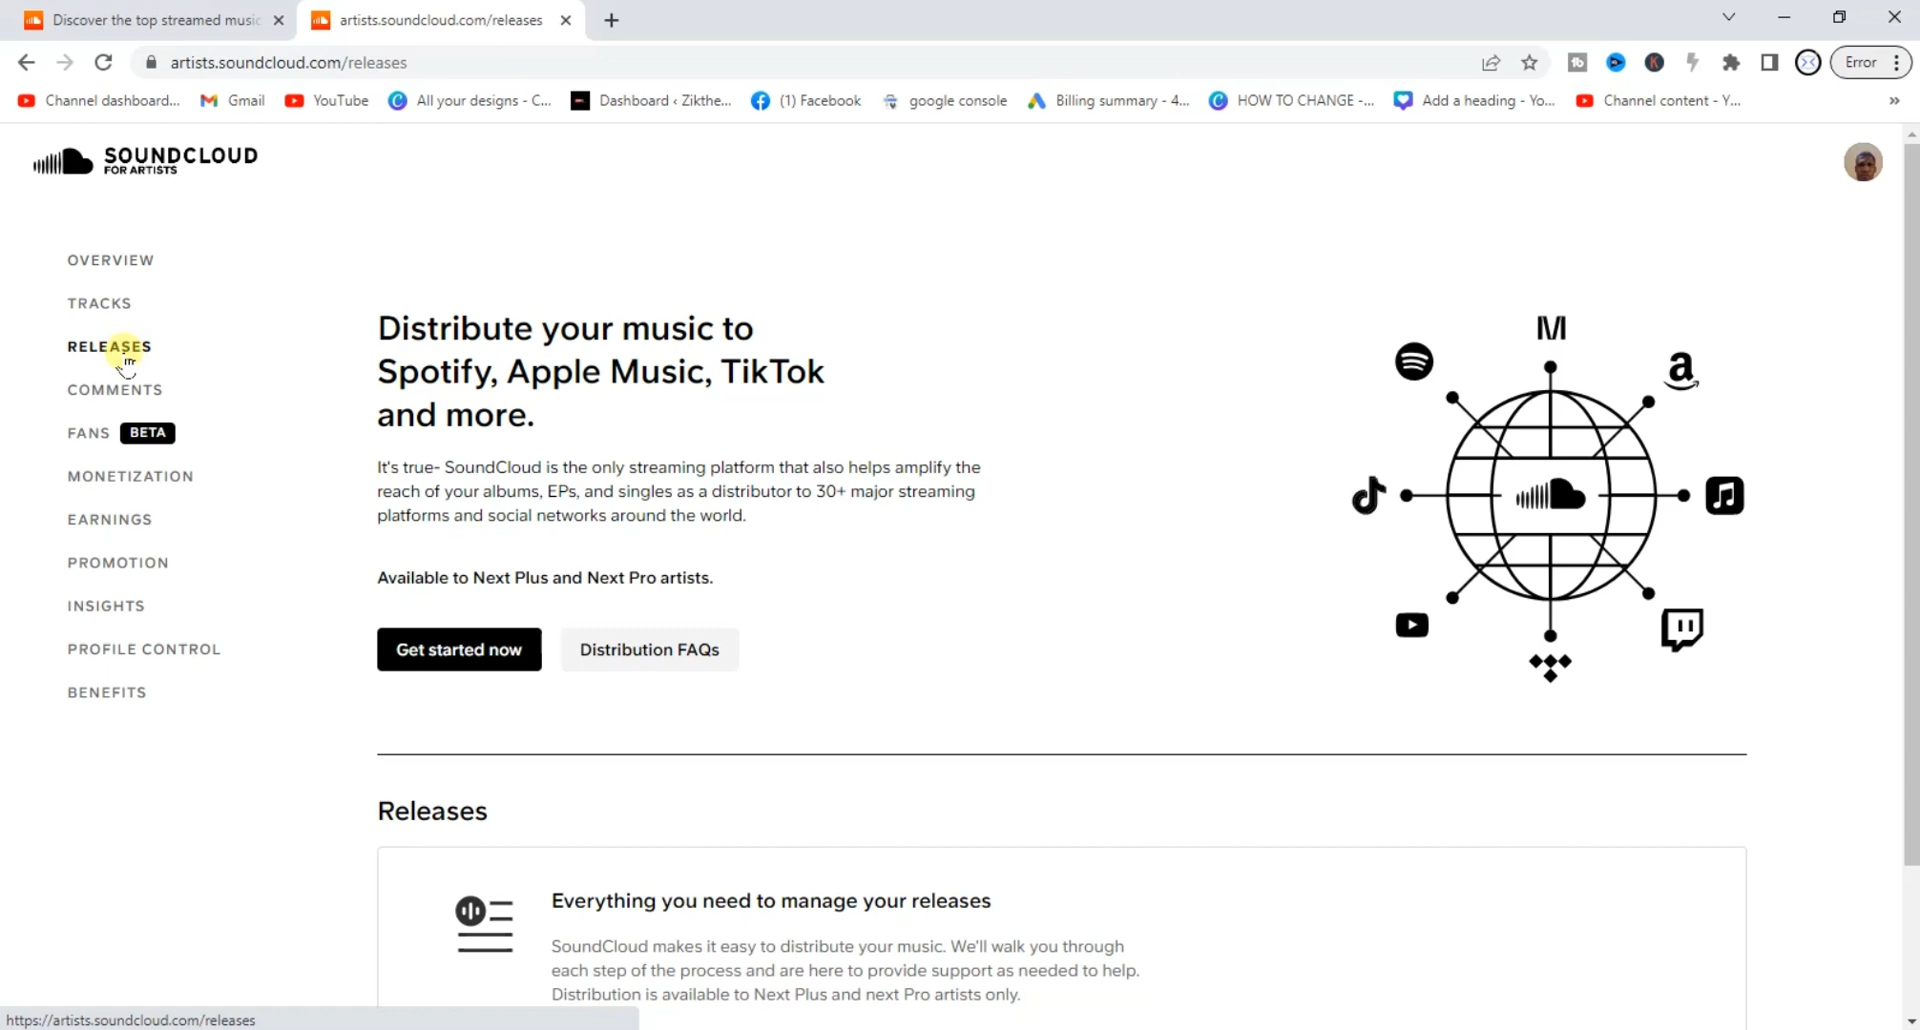 Discover the top streamed music
artists.soundcloud.com/releases
artists.soundcloud.com/releases
Error
Channel dashboard...
Gmail
YouTube
All your designs - C...
Dashboard ‹ Zikthe...
(1) Facebook
google console
Billing summary - 4...
HOW TO CHANGE -...
Add a heading - Yo...
Channel content - Y...
»
SOUNDCLOUD
FOR ARTISTS
OVERVIEW
TRACKS
RELEASES
COMMENTS
FANS BETA
MONETIZATION
EARNINGS
PROMOTION
INSIGHTS
PROFILE CONTROL
BENEFITS
Distribute your music to
Spotify, Apple Music, TikTok
and more.
It's true- SoundCloud is the only streaming platform that also helps amplify the
reach of your albums, EPs, and singles as a distributor to 30+ major streaming
platforms and social networks around the world.
Available to Next Plus and Next Pro artists.
Get started now
Distribution FAQs
Releases
Everything you need to manage your releases
SoundCloud makes it easy to distribute your music. We'll walk you through
each step of the process and are here to provide support as needed to help.
Distribution is available to Next Plus and next Pro artists only.
https://artists.soundcloud.com/releases